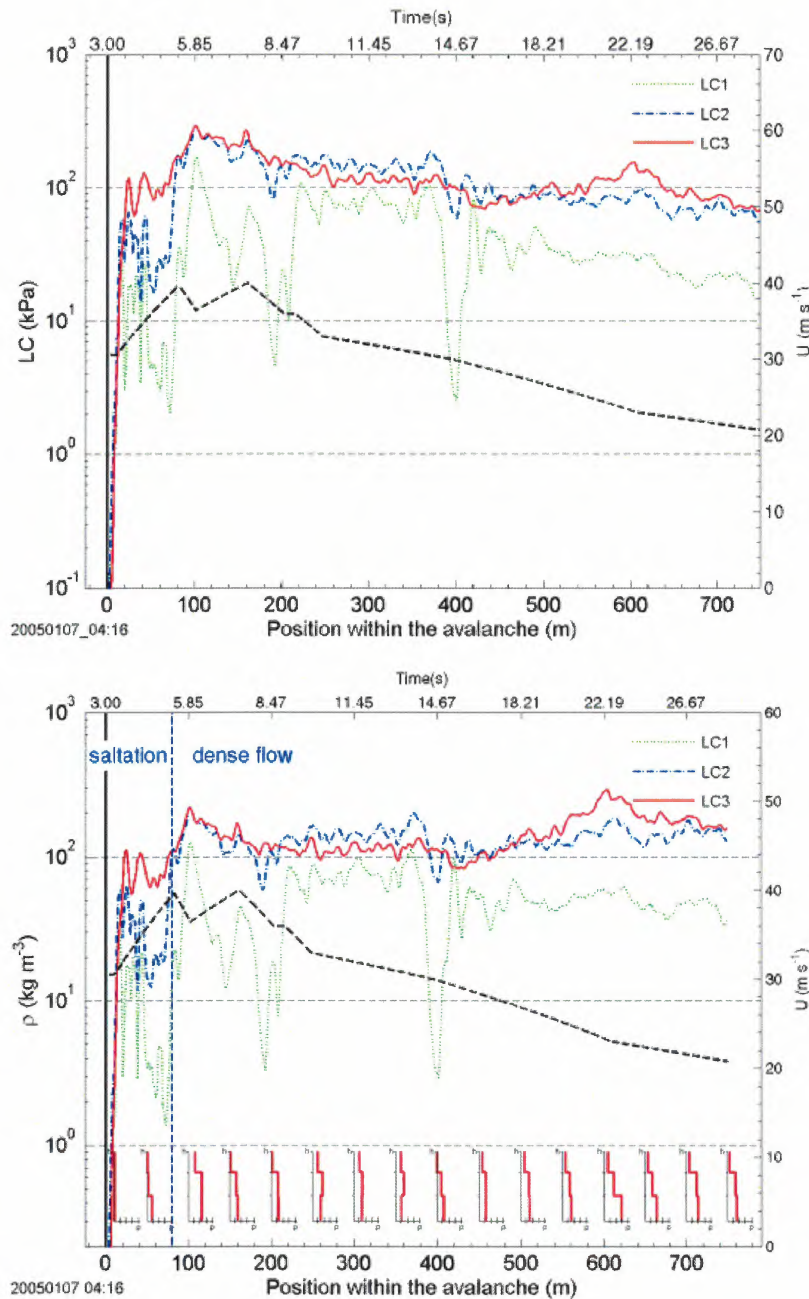 Time(s)
3.00 5.85 8.47 11.45 14.67 18.21 22.19 26.67
10³ 70
LC1
LC2
LC3
60
10² 50
40
LC (kPa)
U (m s⁻¹)
10¹
30
10⁰ 20
10
10⁻¹ 0
0 100 200 300 400 500 600 700
20050107_04:16
Position within the avalanche (m)
Time(s)
3.00 5.85 8.47 11.45 14.67 18.21 22.19 26.67
10³ 60
saltation dense flow
LC1
LC2
LC3
50
10²
40
ρ (kg m⁻³)
U (m s⁻¹)
10¹ 30
20
10⁰
10
0
0 100 200 300 400 500 600 700
20050107 04:16
Position within the avalanche (m)